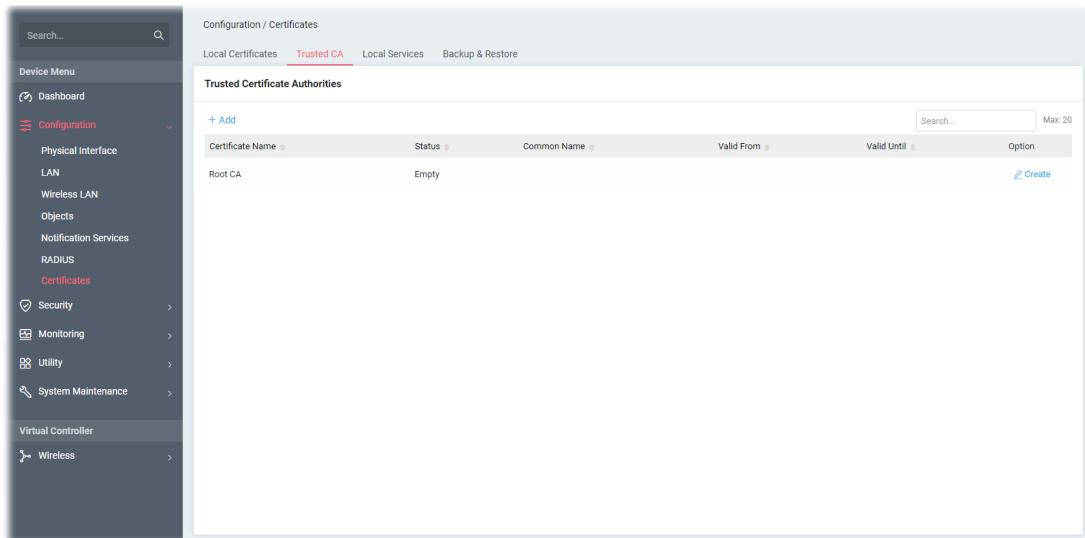 Search...
Device Menu
Dashboard
Configuration
Physical Interface
LAN
Wireless LAN
Objects
Notification Services
RADIUS
Certificates
Security
Monitoring
Utility
System Maintenance
Virtual Controller
Wireless
Configuration / Certificates
Local Certificates Trusted CA Local Services Backup & Restore
Trusted Certificate Authorities
+ Add Search... Max: 20
Certificate Name Status Common Name Valid From Valid Until Option
Root CA Empty Create